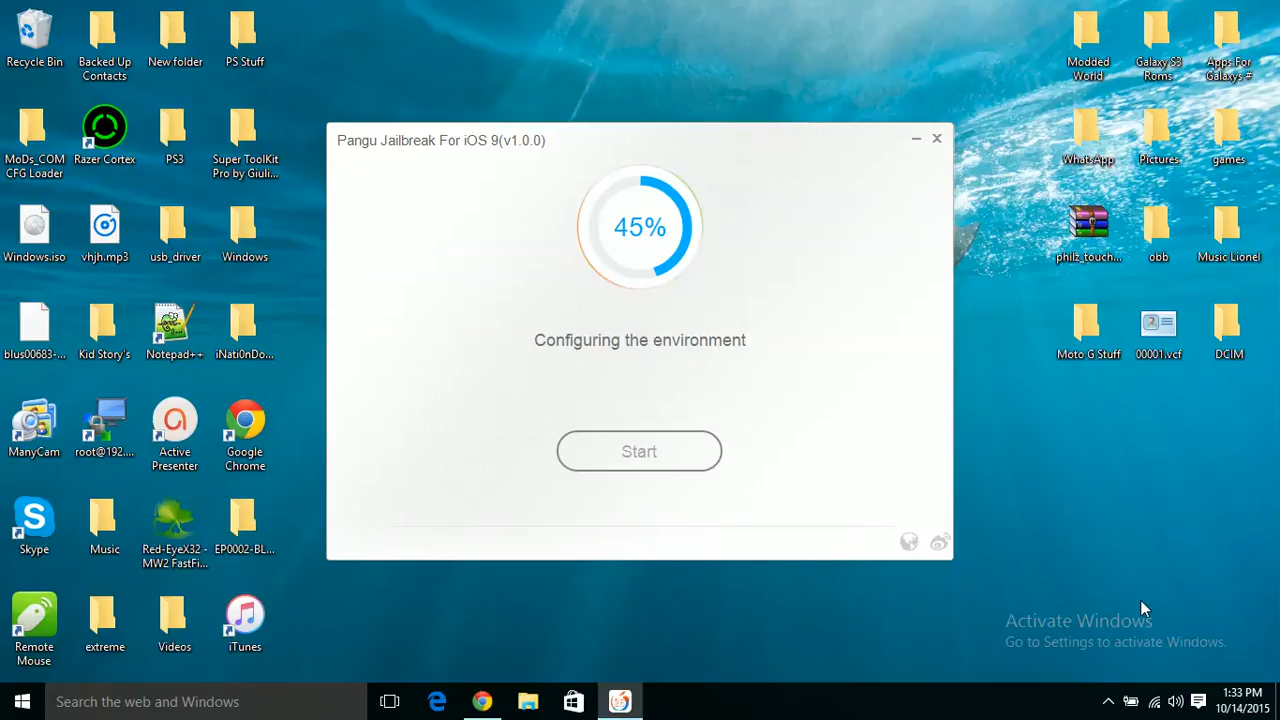 Recycle Bin
Backed Up
Contacts
New folder
PS Stuff
Modded
World
Galaxy S3
Roms
Apps For
Galaxys #
MoDs_COM
CFG Loader
Razer Cortex
PS3
Super ToolKit
Pro by Giuli...
WhatsApp
Pictures
games
Windows.iso
vhjh.mp3
usb_driver
Windows
philz_touch...
obb
Music Lionel
blus00683-...
Kid Story's
Notepad++
iNati0nDo...
Moto G Stuff
00001.vcf
DCIM
ManyCam
root@192....
Active
Presenter
Google
Chrome
Skype
Music
Red-EyeX32 -
MW2 FastFi...
EP0002-BL...
Remote
Mouse
extreme
Videos
iTunes
Pangu Jailbreak For iOS 9(v1.0.0)
45%
Configuring the environment
Start
Activate Windows
Go to Settings to activate Windows.
Search the web and Windows
1:33 PM
10/14/2015